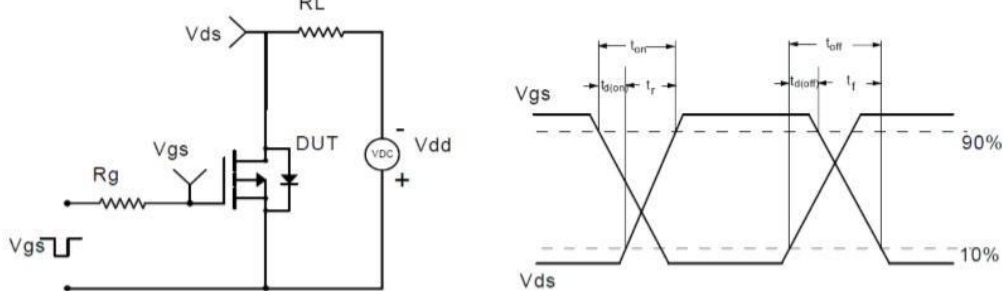 RL
Vds
Vgs
DUT
VDC
-
+
Vdd
Rg
Vgs
ton
toff
td(on)
tr
td(off)
tf
Vgs
90%
10%
Vds